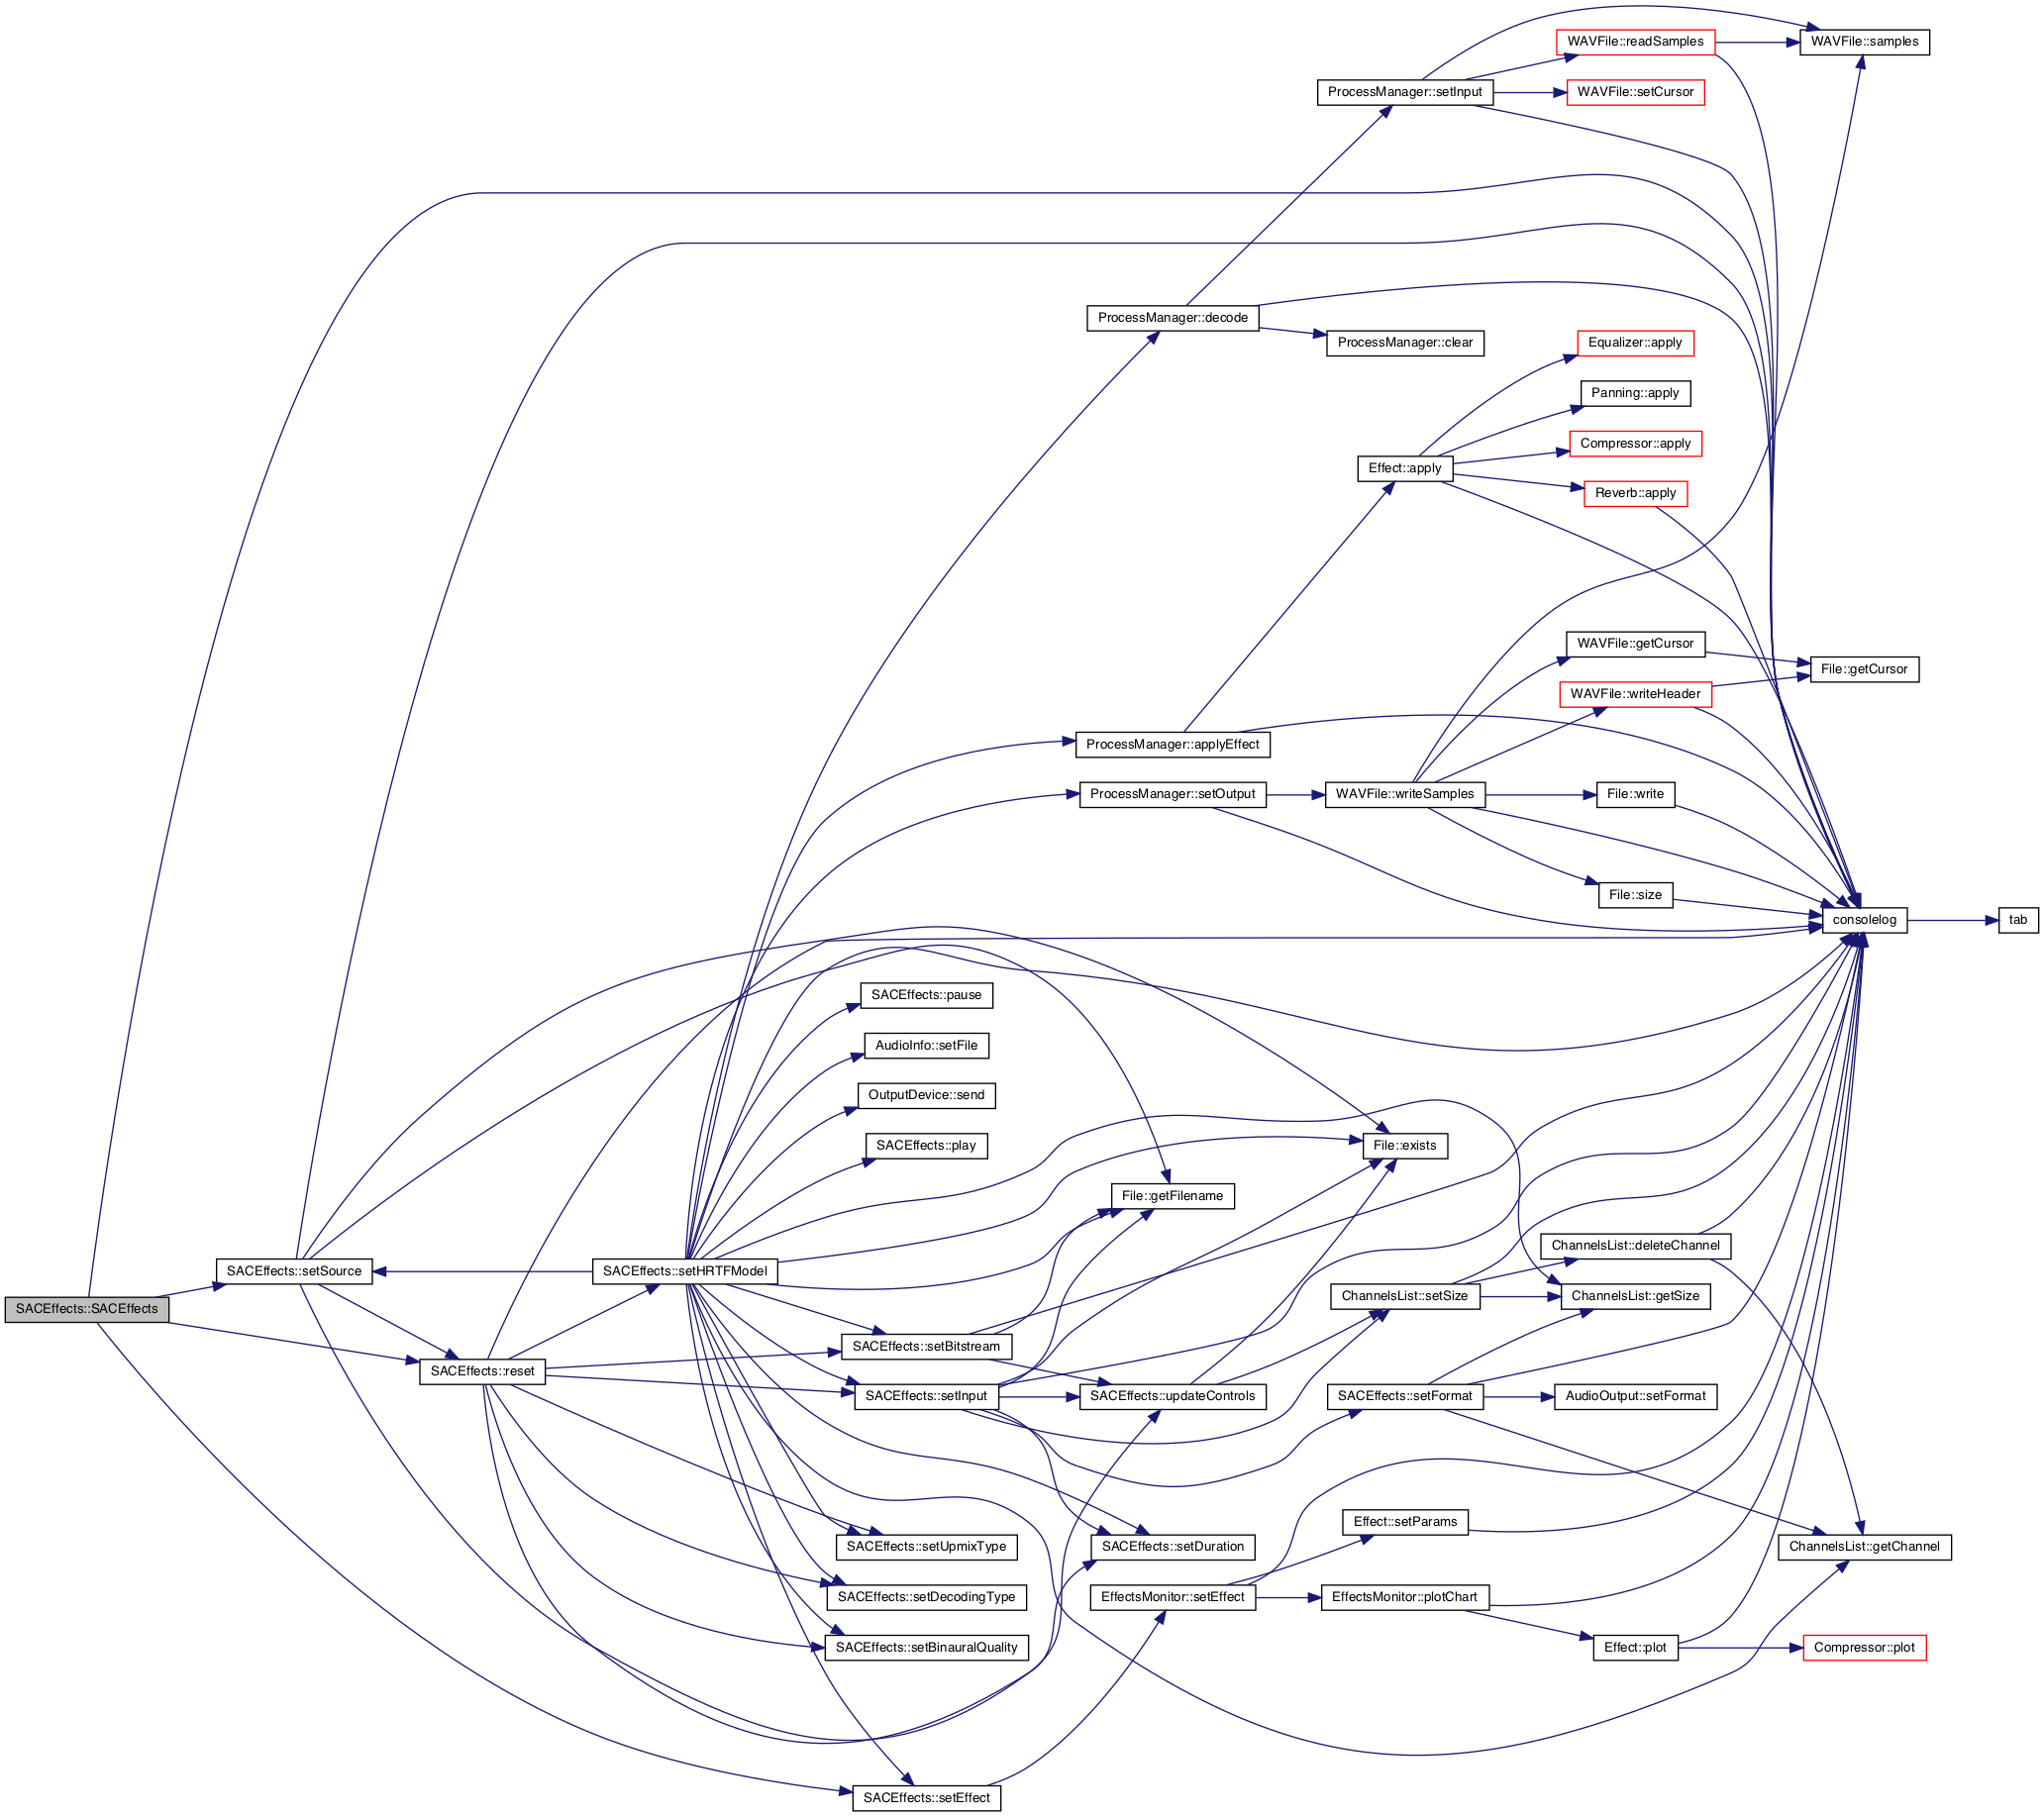 WAVFile::readSamples
WAVFile::samples
ProcessManager::setInput
WAVFile::setCursor
ProcessManager::decode
ProcessManager::clear
Equalizer::apply
Panning::apply
Compressor::apply
Effect::apply
Reverb::apply
WAVFile::getCursor
File::getCursor
WAVFile::writeHeader
ProcessManager::applyEffect
ProcessManager::setOutput
WAVFile::writeSamples
File::write
File::size
consolelog
tab
SACEffects::pause
AudioInfo::setFile
OutputDevice::send
SACEffects::play
File::exists
File::getFilename
SACEffects::setSource
SACEffects::setHRTFModel
ChannelsList::deleteChannel
SACEffects::SACEffects
ChannelsList::setSize
ChannelsList::getSize
SACEffects::setBitstream
SACEffects::reset
SACEffects::setInput
SACEffects::updateControls
SACEffects::setFormat
AudioOutput::setFormat
Effect::setParams
SACEffects::setUpmixType
SACEffects::setDuration
ChannelsList::getChannel
SACEffects::setDecodingType
EffectsMonitor::setEffect
EffectsMonitor::plotChart
SACEffects::setBinauralQuality
Effect::plot
Compressor::plot
SACEffects::setEffect